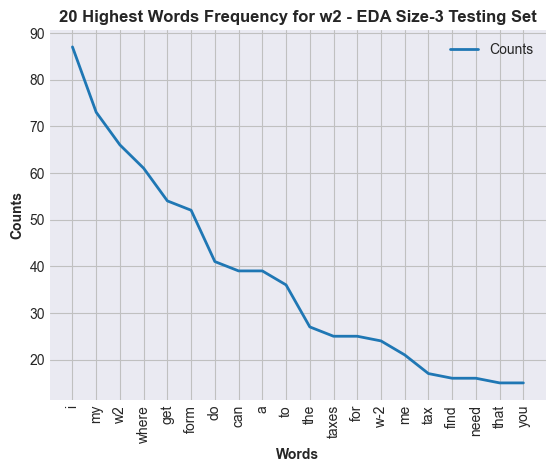 20 Highest Words Frequency for w2 - EDA Size-3 Testing Set
Counts
90
80
70
60
50
40
30
20
Counts
i
my
w2
where
get
form
do
can
a
to
the
taxes
for
w-2
me
tax
find
need
that
you
Words